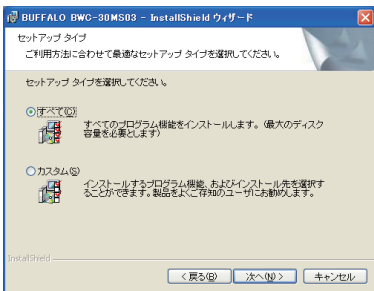 BUFFALO BWC-30MS03 - InstallShield ウィザード
セットアップ タイプ
ご利用方法に合わせて最適なセットアップ タイプを選択してください。
セットアップ タイプを選択してください。
すべて(C)
すべてのプログラム機能をインストールします。(最大のディスク
容量を必要とします)
カスタム(S)
インストールするプログラム機能、およびインストール先を選択す
ることができます。製品をよくご存知のユーザにお勧めします。
InstallShield
< 戻る(B)
次へ(N) >
キャンセル